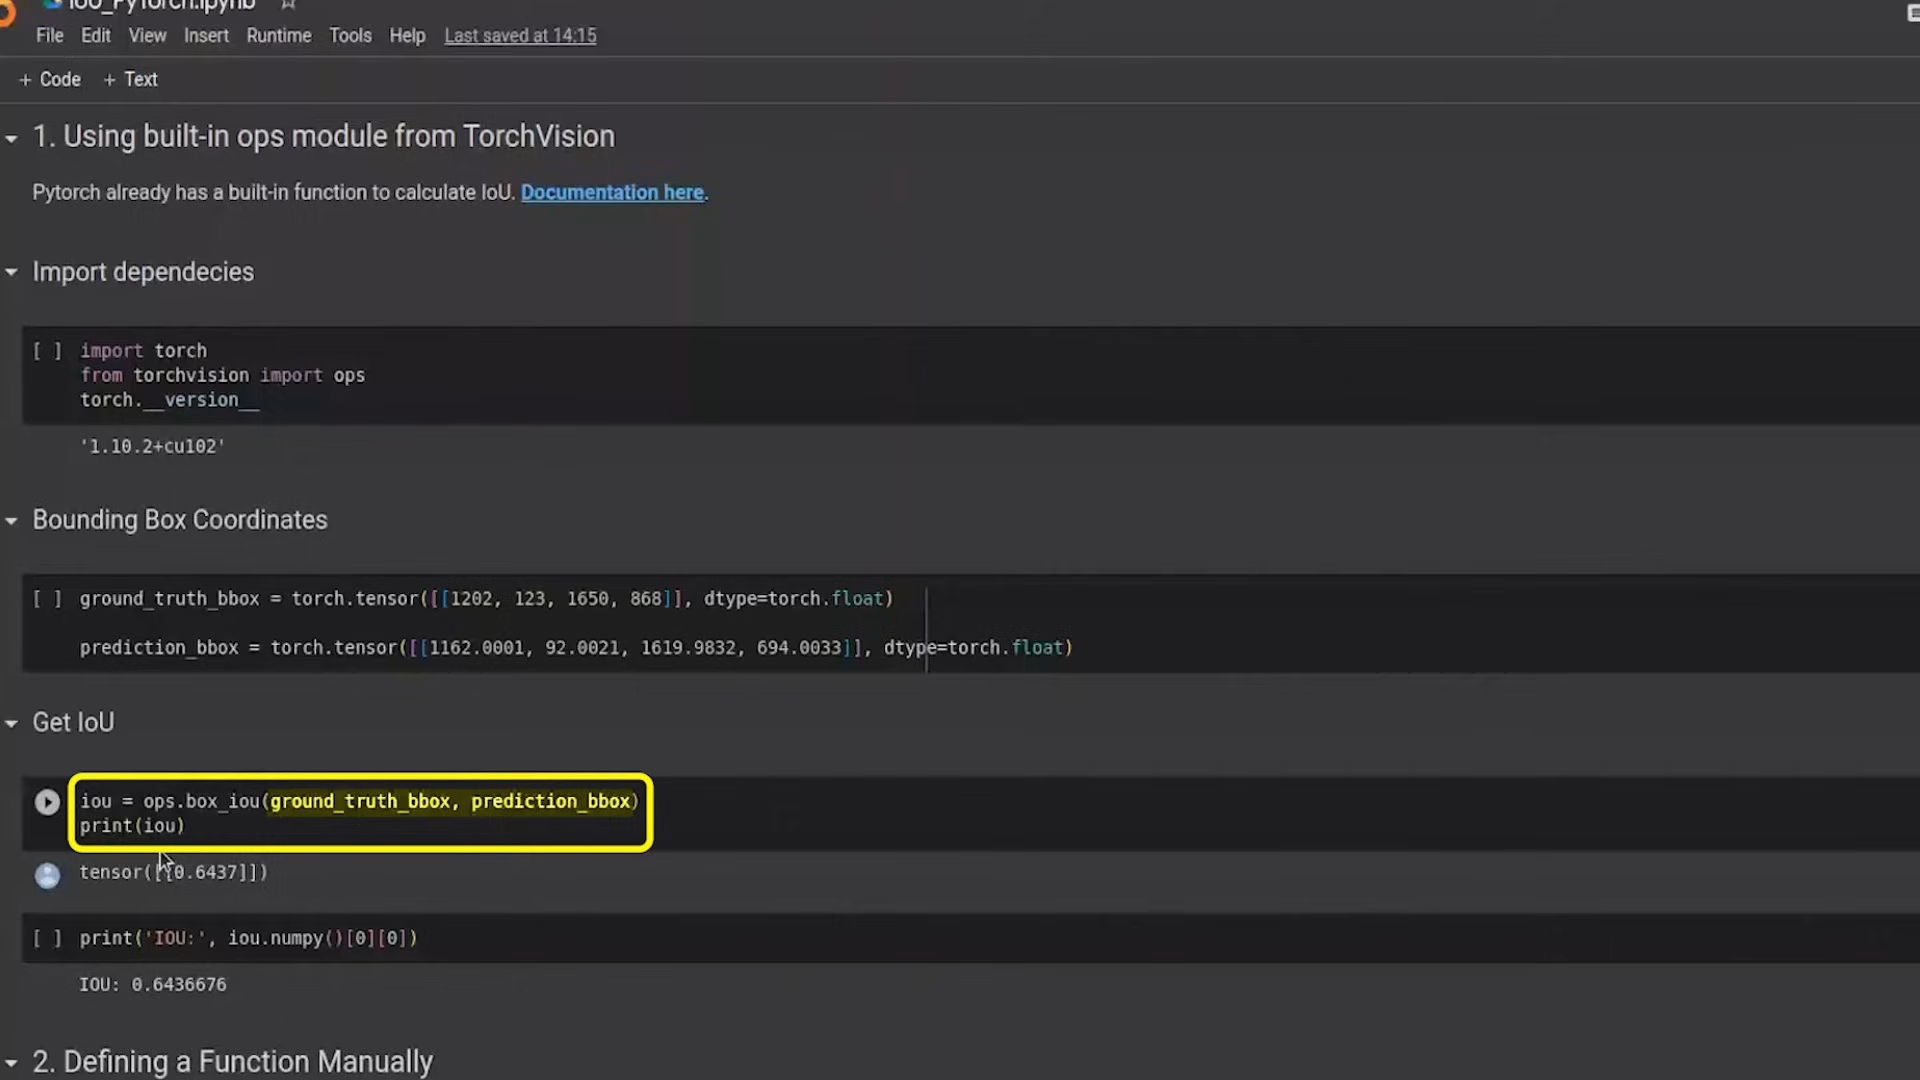 IoU_PyTorch.ipynb
File Edit View Insert Runtime Tools Help Last saved at 14:15
+ Code + Text
1. Using built-in ops module from TorchVision
Pytorch already has a built-in function to calculate IoU. Documentation here.
Import dependecies
[ ] import torch
from torchvision import ops
torch.__version__
'1.10.2+cu102'
Bounding Box Coordinates
[ ] ground_truth_bbox = torch.tensor([[1202, 123, 1650, 868]], dtype=torch.float)
prediction_bbox = torch.tensor([[1162.0001, 92.0021, 1619.9832, 694.0033]], dtype=torch.float)
Get IoU
iou = ops.box_iou(ground_truth_bbox, prediction_bbox)
print(iou)
tensor([[0.6437]])
[ ] print('IOU:', iou.numpy()[0][0])
IOU: 0.6436676
2. Defining a Function Manually